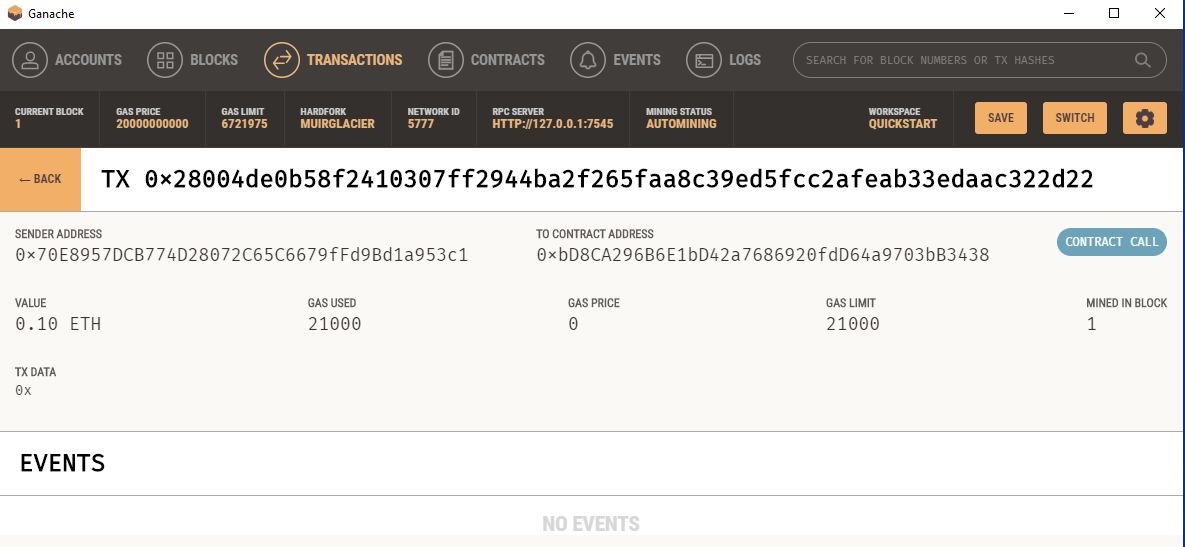 Ganache
ACCOUNTS BLOCKS TRANSACTIONS CONTRACTS EVENTS LOGS SEARCH FOR BLOCK NUMBERS OR TX HASHES
CURRENT BLOCK GAS PRICE GAS LIMIT HARDFORK NETWORK ID RPC SERVER MINING STATUS WORKSPACE
1 20000000000 6721975 MUIRGLACIER 5777 HTTP://127.0.0.1:7545 AUTOMINING QUICKSTART SAVE SWITCH
← BACK TX 0×28004de0b58f2410307ff2944ba2f265faa8c39ed5fcc2afeab33edaac322d22
SENDER ADDRESS TO CONTRACT ADDRESS
0×70E8957DCB774D28072C65C6679fFd9Bd1a953c1 0×bD8CA296B6E1bD42a7686920fdD64a9703bB3438 CONTRACT CALL
VALUE GAS USED GAS PRICE GAS LIMIT MINED IN BLOCK
0.10 ETH 21000 0 21000 1
TX DATA
0x
EVENTS
NO EVENTS